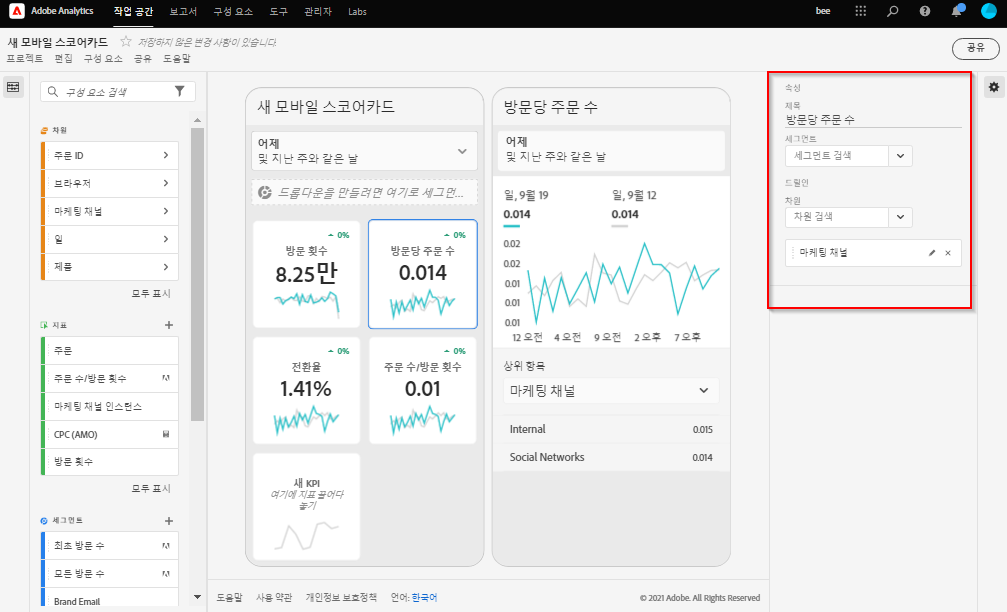 Adobe Analytics 작업 공간 보고서 구성 요소 도구 관리자 Labs bee
새 모바일 스코어카드 저장하지 않은 변경 사항이 있습니다.
프로젝트 편집 구성 요소 공유 도움말
공유
구성 요소 검색
차원
주문 ID
브라우저
마케팅 채널
일
제품
모두 표시
지표
주문
주문 수/방문 횟수
마케팅 채널 인스턴스
CPC (AMO)
방문 횟수
모두 표시
세그먼트
최초 방문 수
모든 방문 수
Brand Email
새 모바일 스코어카드
어제
및 지난 주와 같은 날
드롭다운을 만들려면 여기로 세그먼...
0%
방문 횟수
8.25만
0%
방문당 주문 수
0.014
0%
전환율
1.41%
0%
주문 수/방문 횟수
0.01
새 KPI
여기에 지표 끌어다
놓기
방문당 주문 수
어제
및 지난 주와 같은 날
일, 9월 19 일, 9월 12
0.014 0.014
0.02
0.02
0.01
0.01
0.01
12 오전 4 오전 9 오전 2 오후 7 오후
상위 항목
마케팅 채널
Internal 0.015
Social Networks 0.014
속성
제목
방문당 주문 수
세그먼트
세그먼트 검색
드릴인
차원
차원 검색
마케팅 채널
도움말 사용 약관 개인정보 보호정책 언어: 한국어 © 2021 Adobe. All Rights Reserved